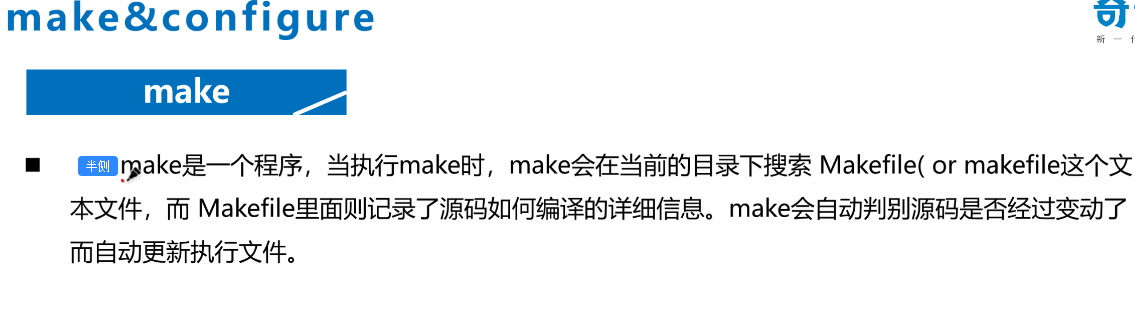 make&configure
奇
新 一
make
半侧
make是一个程序，当执行make时，make会在当前的目录下搜索 Makefile( or makefile这个文
本文件，而 Makefile里面则记录了源码如何编译的详细信息。make会自动判别源码是否经过变动了
而自动更新执行文件。